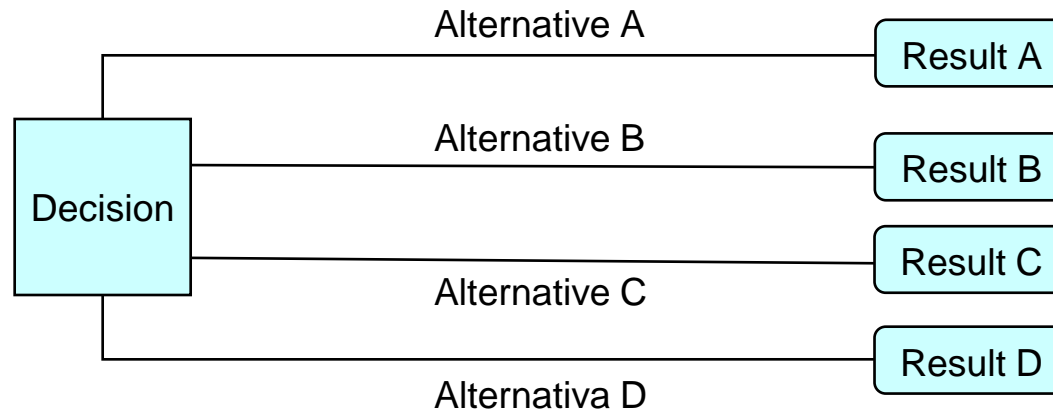 Alternative A
Result A
Alternative B
Result B
Decision
Result C
Alternative C
Result D
Alternativa D